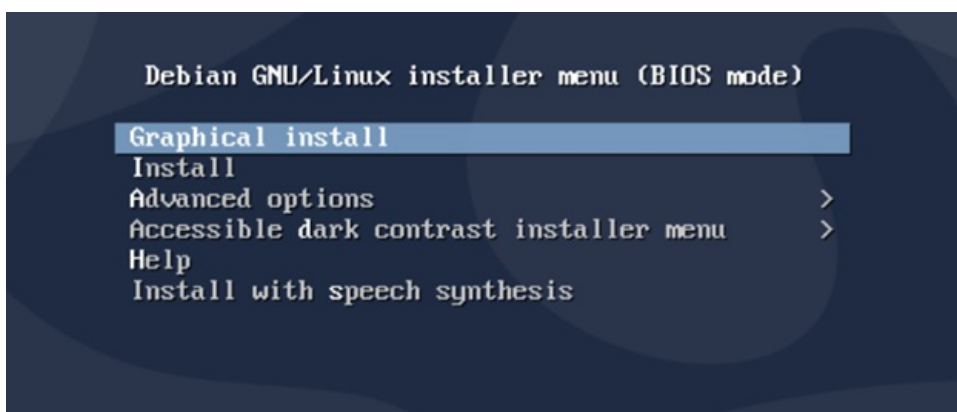 Debian GNU/Linux installer menu (BIOS mode)
Graphical install
Install
Advanced options >
Accessible dark contrast installer menu >
Help
Install with speech synthesis